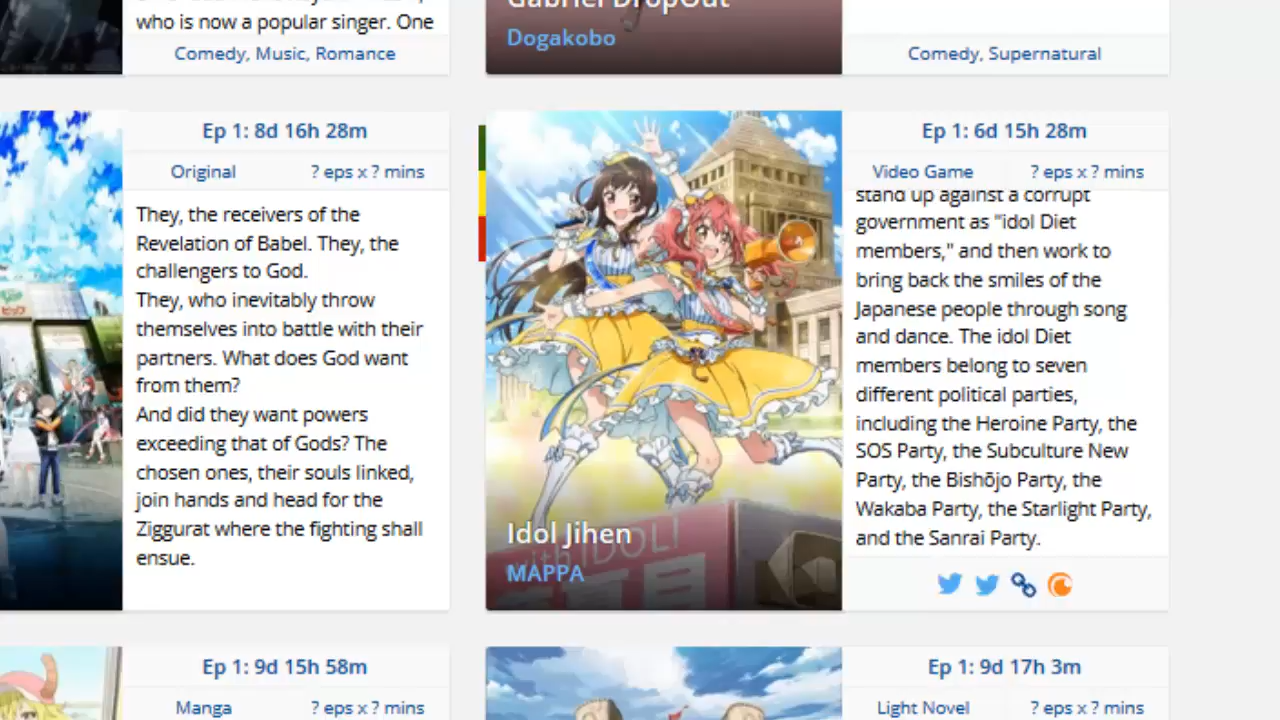 who is now a popular singer. One
Comedy, Music, Romance
Gabriel DropOut
Dogakobo
Comedy, Supernatural
Ep 1: 8d 16h 28m
Original ? eps x ? mins
They, the receivers of the
Revelation of Babel. They, the
challengers to God.
They, who inevitably throw
themselves into battle with their
partners. What does God want
from them?
And did they want powers
exceeding that of Gods? The
chosen ones, their souls linked,
join hands and head for the
Ziggurat where the fighting shall
ensue.
Idol Jihen
MAPPA
with IDOL!
Ep 1: 6d 15h 28m
Video Game ? eps x ? mins
stand up against a corrupt
government as "idol Diet
members," and then work to
bring back the smiles of the
Japanese people through song
and dance. The idol Diet
members belong to seven
different political parties,
including the Heroine Party, the
SOS Party, the Subculture New
Party, the Bishōjo Party, the
Wakaba Party, the Starlight Party,
and the Sanrai Party.
Ep 1: 9d 15h 58m
Manga ? eps x ? mins
Ep 1: 9d 17h 3m
Light Novel ? eps x ? mins